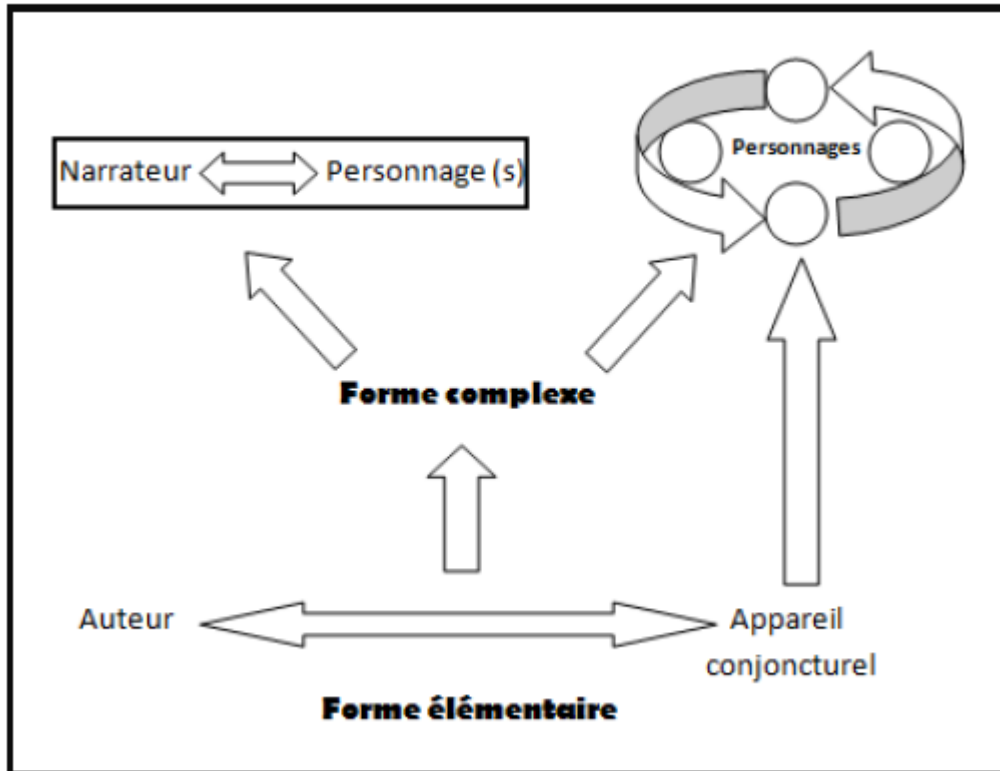 Personnages
Narrateur Personnage (s)
Forme complexe
Auteur Appareil
conjoncturel
Forme élémentaire